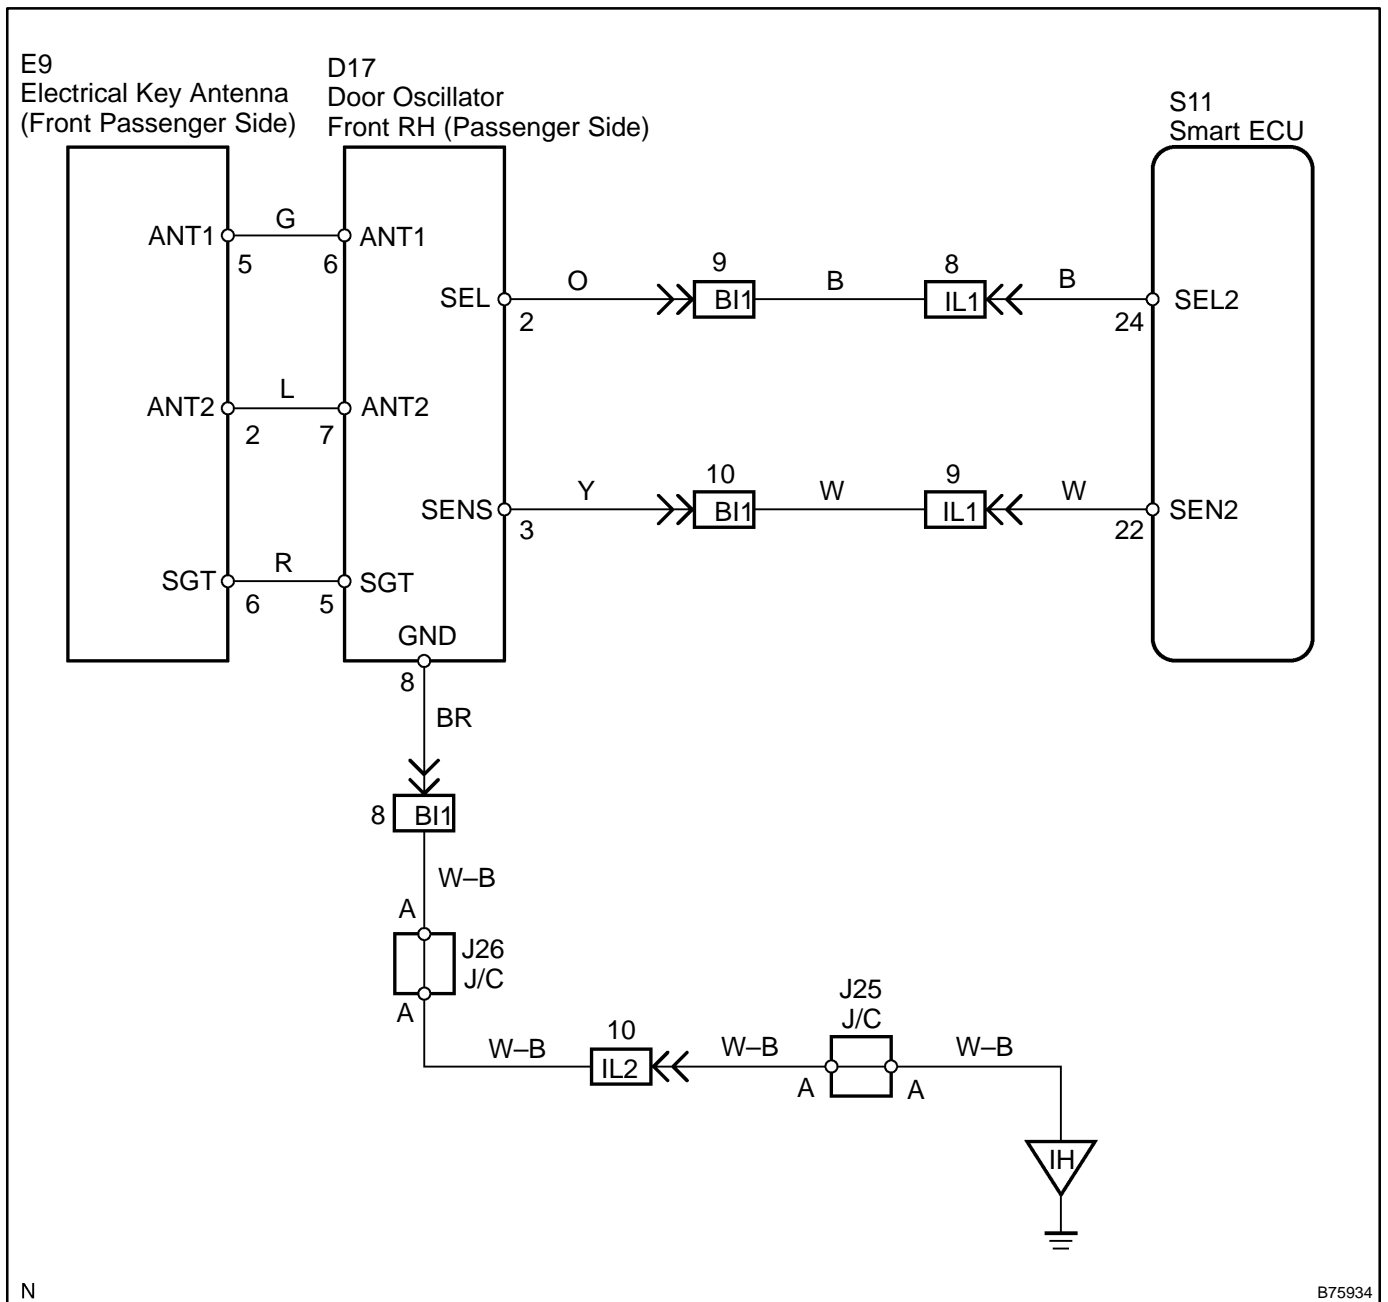 E9
Electrical Key Antenna
(Front Passenger Side)
D17
Door Oscillator
Front RH (Passenger Side)
S11
Smart ECU
ANT1
5
G
6
ANT1
SEL
2
O
9
BI1
B
8
IL1
B
24
SEL2
ANT2
2
L
7
ANT2
SENS
3
Y
10
BI1
W
9
IL1
W
22
SEN2
SGT
6
R
5
SGT
GND
8
BR
8
BI1
W–B
A
J26
J/C
A
W–B
10
IL2
W–B
J25
J/C
A
A
W–B
IH
N
B75934